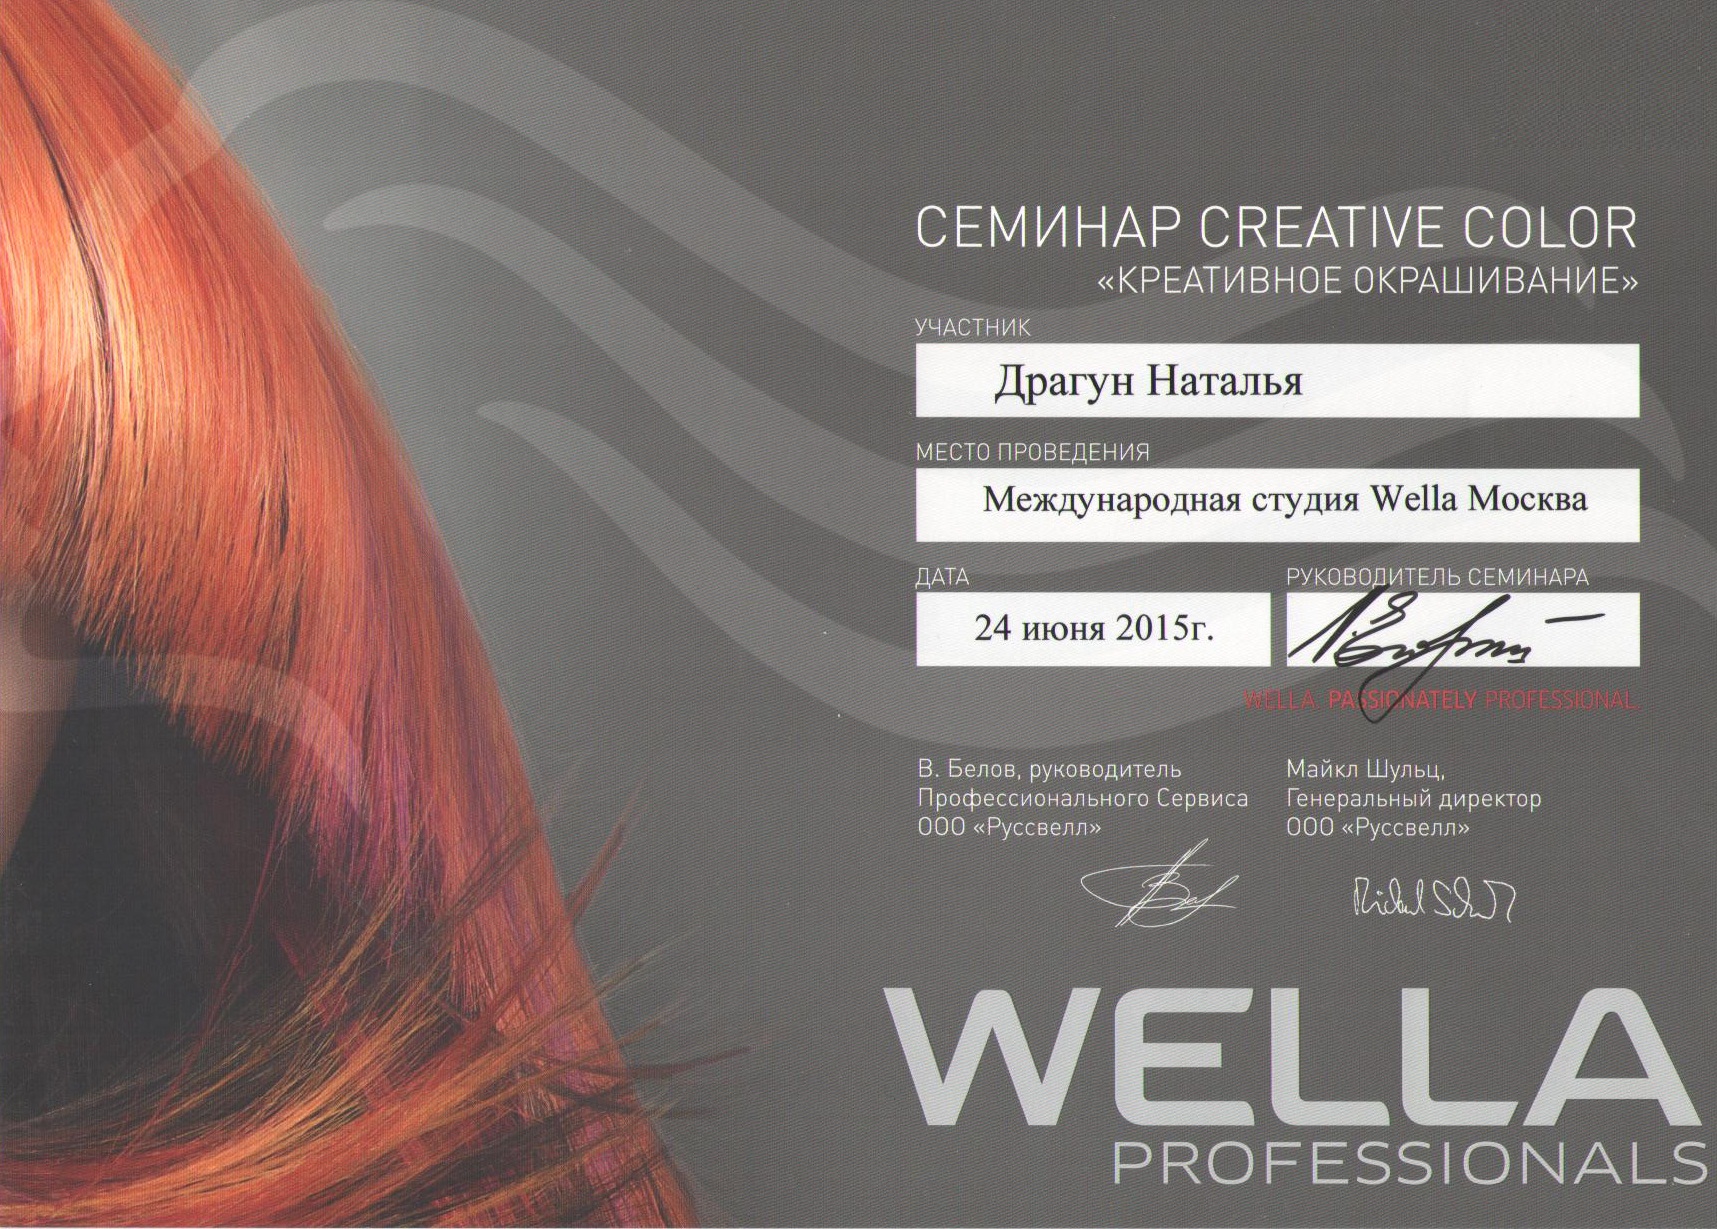 СЕМИНАР CREATIVE COLOR
«КРЕАТИВНОЕ ОКРАШИВАНИЕ»
УЧАСТНИК
Драгун Наталья
МЕСТО ПРОВЕДЕНИЯ
Международная студия Wella Москва
ДАТА
24 июня 2015г.
РУКОВОДИТЕЛЬ СЕМИНАРА
WELLA. PASSIONATELY PROFESSIONAL.
В. Белов, руководитель
Профессионального Сервиса
ООО «Руссвелл»
Майкл Шульц,
Генеральный директор
ООО «Руссвелл»
WELLA
PROFESSIONALS